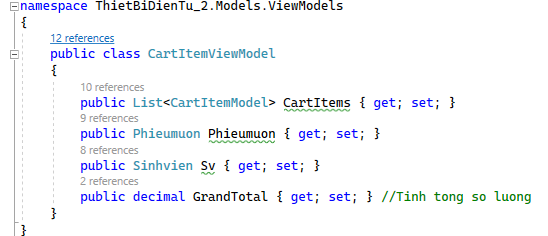 namespace ThietBiDienTu_2.Models.ViewModels
{
12 references
public class CartItemViewModel
{
10 references
public List<CartItemModel> CartItems { get; set; }
9 references
public Phieumuon Phieumuon { get; set; }
8 references
public Sinhvien Sv { get; set; }
2 references
public decimal GrandTotal { get; set; } //Tinh tong so luong
}
}